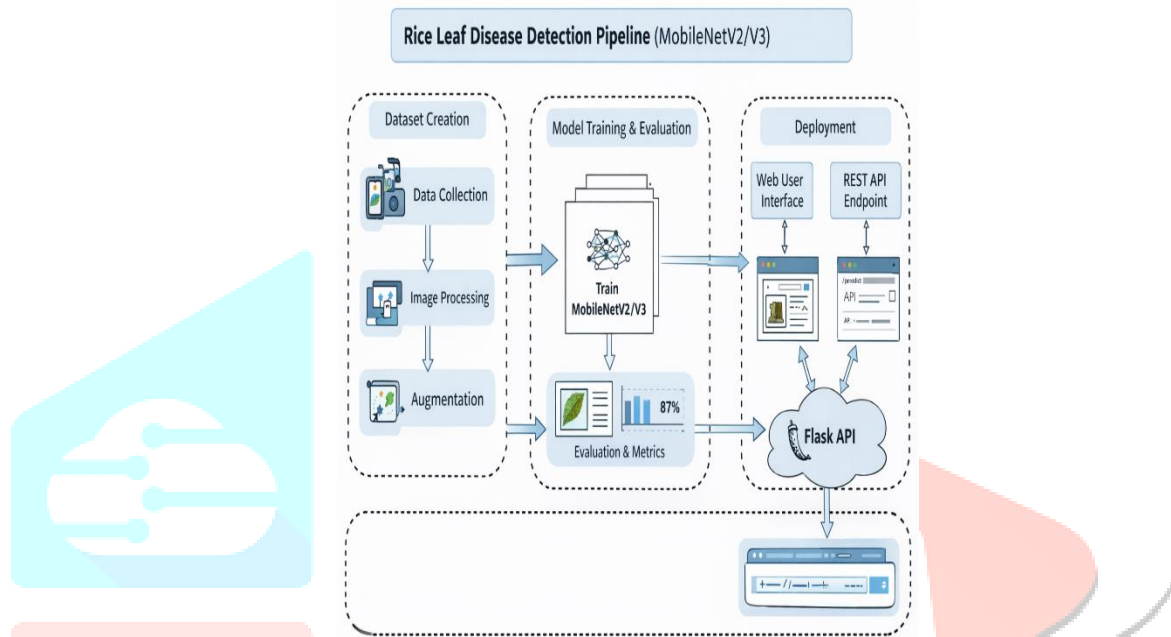 Rice Leaf Disease Detection Pipeline (MobileNetV2/V3)
Dataset Creation
Data Collection
Image Processing
Augmentation
Model Training & Evaluation
Train
MobileNetV2/V3
87%
Evaluation & Metrics
Deployment
Web User
Interface
REST API
Endpoint
API
API
Flask API